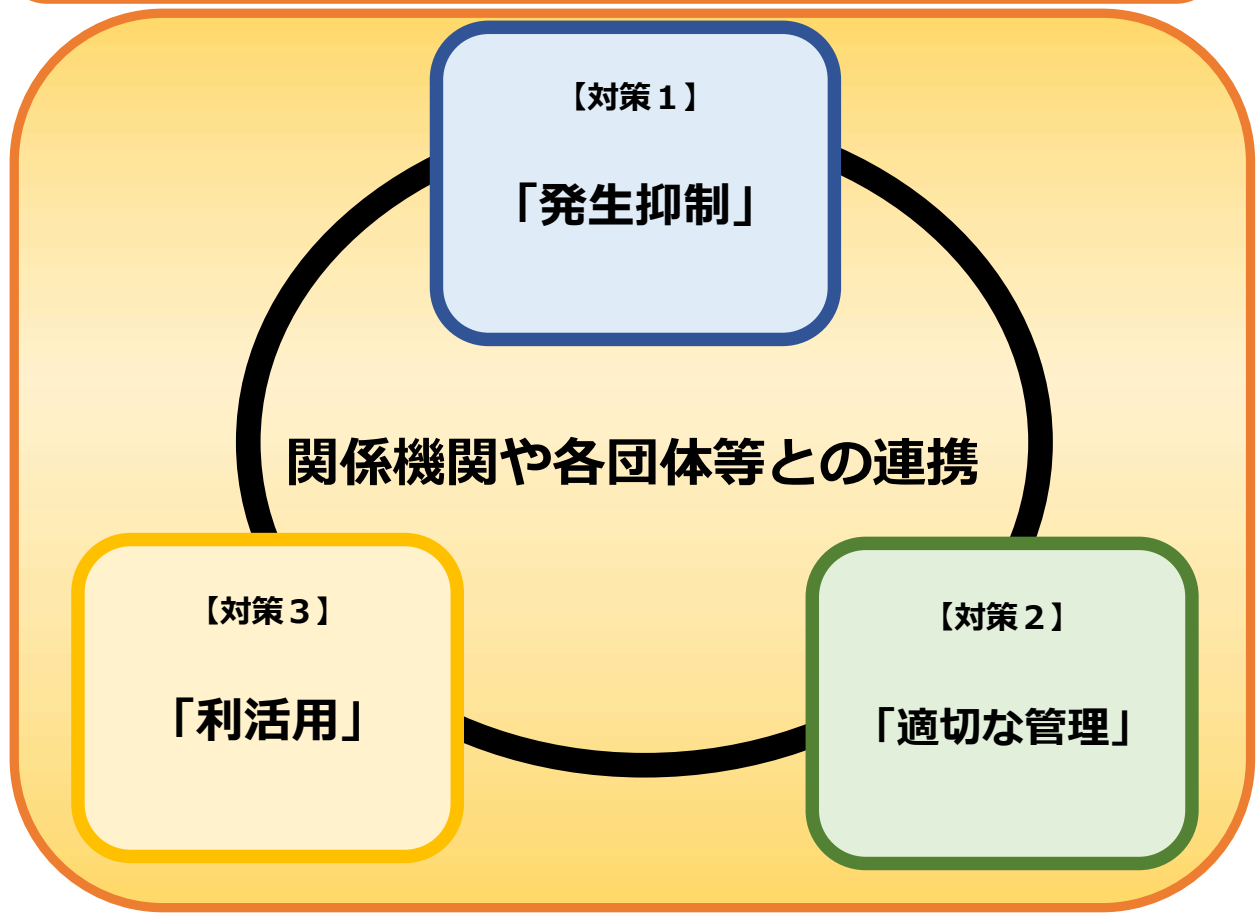 【対策１】
「発生抑制」
関係機関や各団体等との連携
【対策３】
「利活用」
【対策２】
「適切な管理」